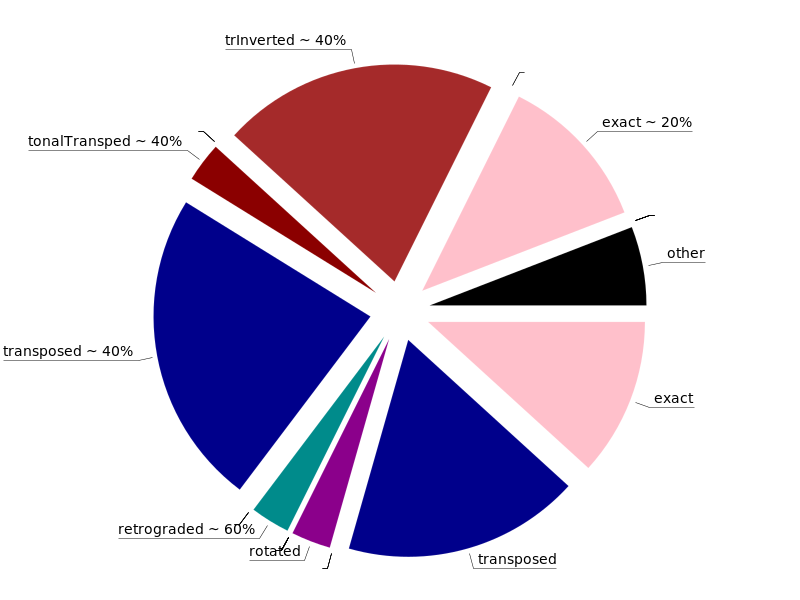 trInverted ~ 40%
exact ~ 20%
tonalTransped ~ 40%
other
transposed ~ 40%
exact
retrograded ~ 60%
rotated
transposed